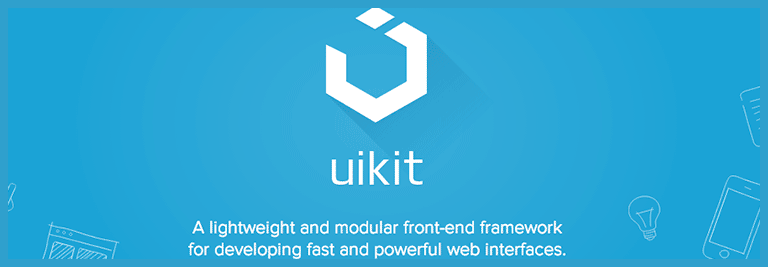 uikit
A lightweight and modular front-end framework
for developing fast and powerful web interfaces.